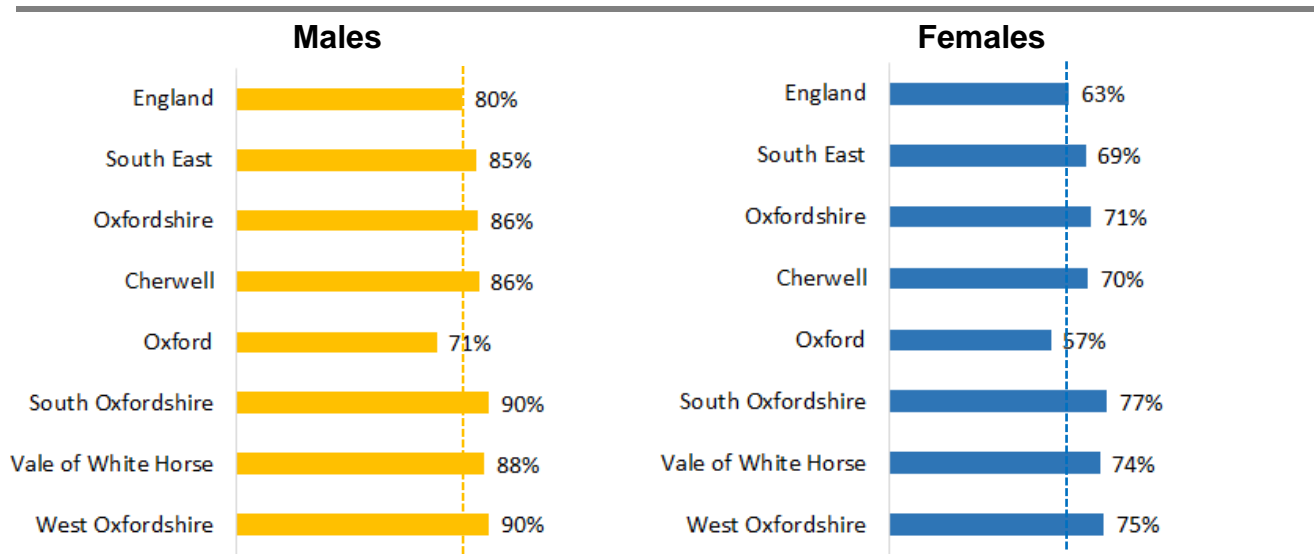 Males
England 80%
South East 85%
Oxfordshire 86%
Cherwell 86%
Oxford 71%
South Oxfordshire 90%
Vale of White Horse 88%
West Oxfordshire 90%
Females
England 63%
South East 69%
Oxfordshire 71%
Cherwell 70%
Oxford 57%
South Oxfordshire 77%
Vale of White Horse 74%
West Oxfordshire 75%